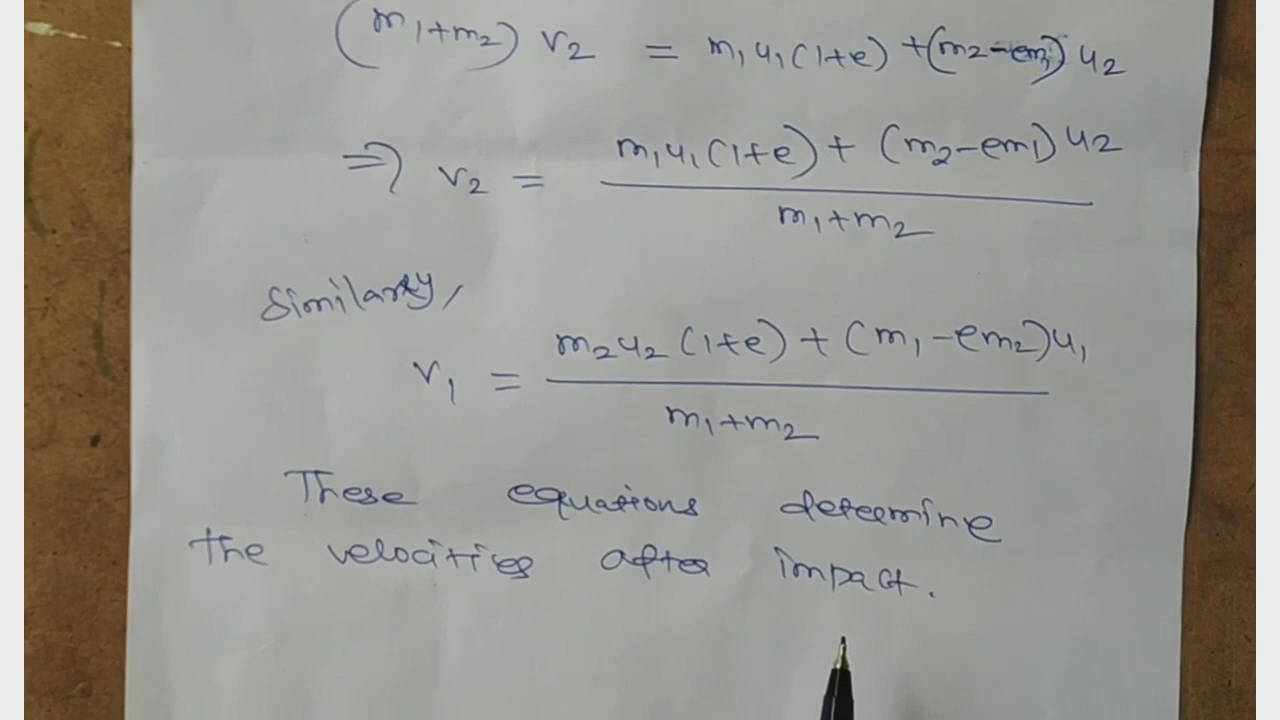 (m1+m2) v2 = m1u1(1+e) + (m2-em1) u2
⇒ v2 = m1u1(1+e) + (m2-em1) u2
m1+m2
Similarly,
v1 = m2u2(1+e) + (m1-em2)u1
m1+m2
These equations determine
the velocities after impact.